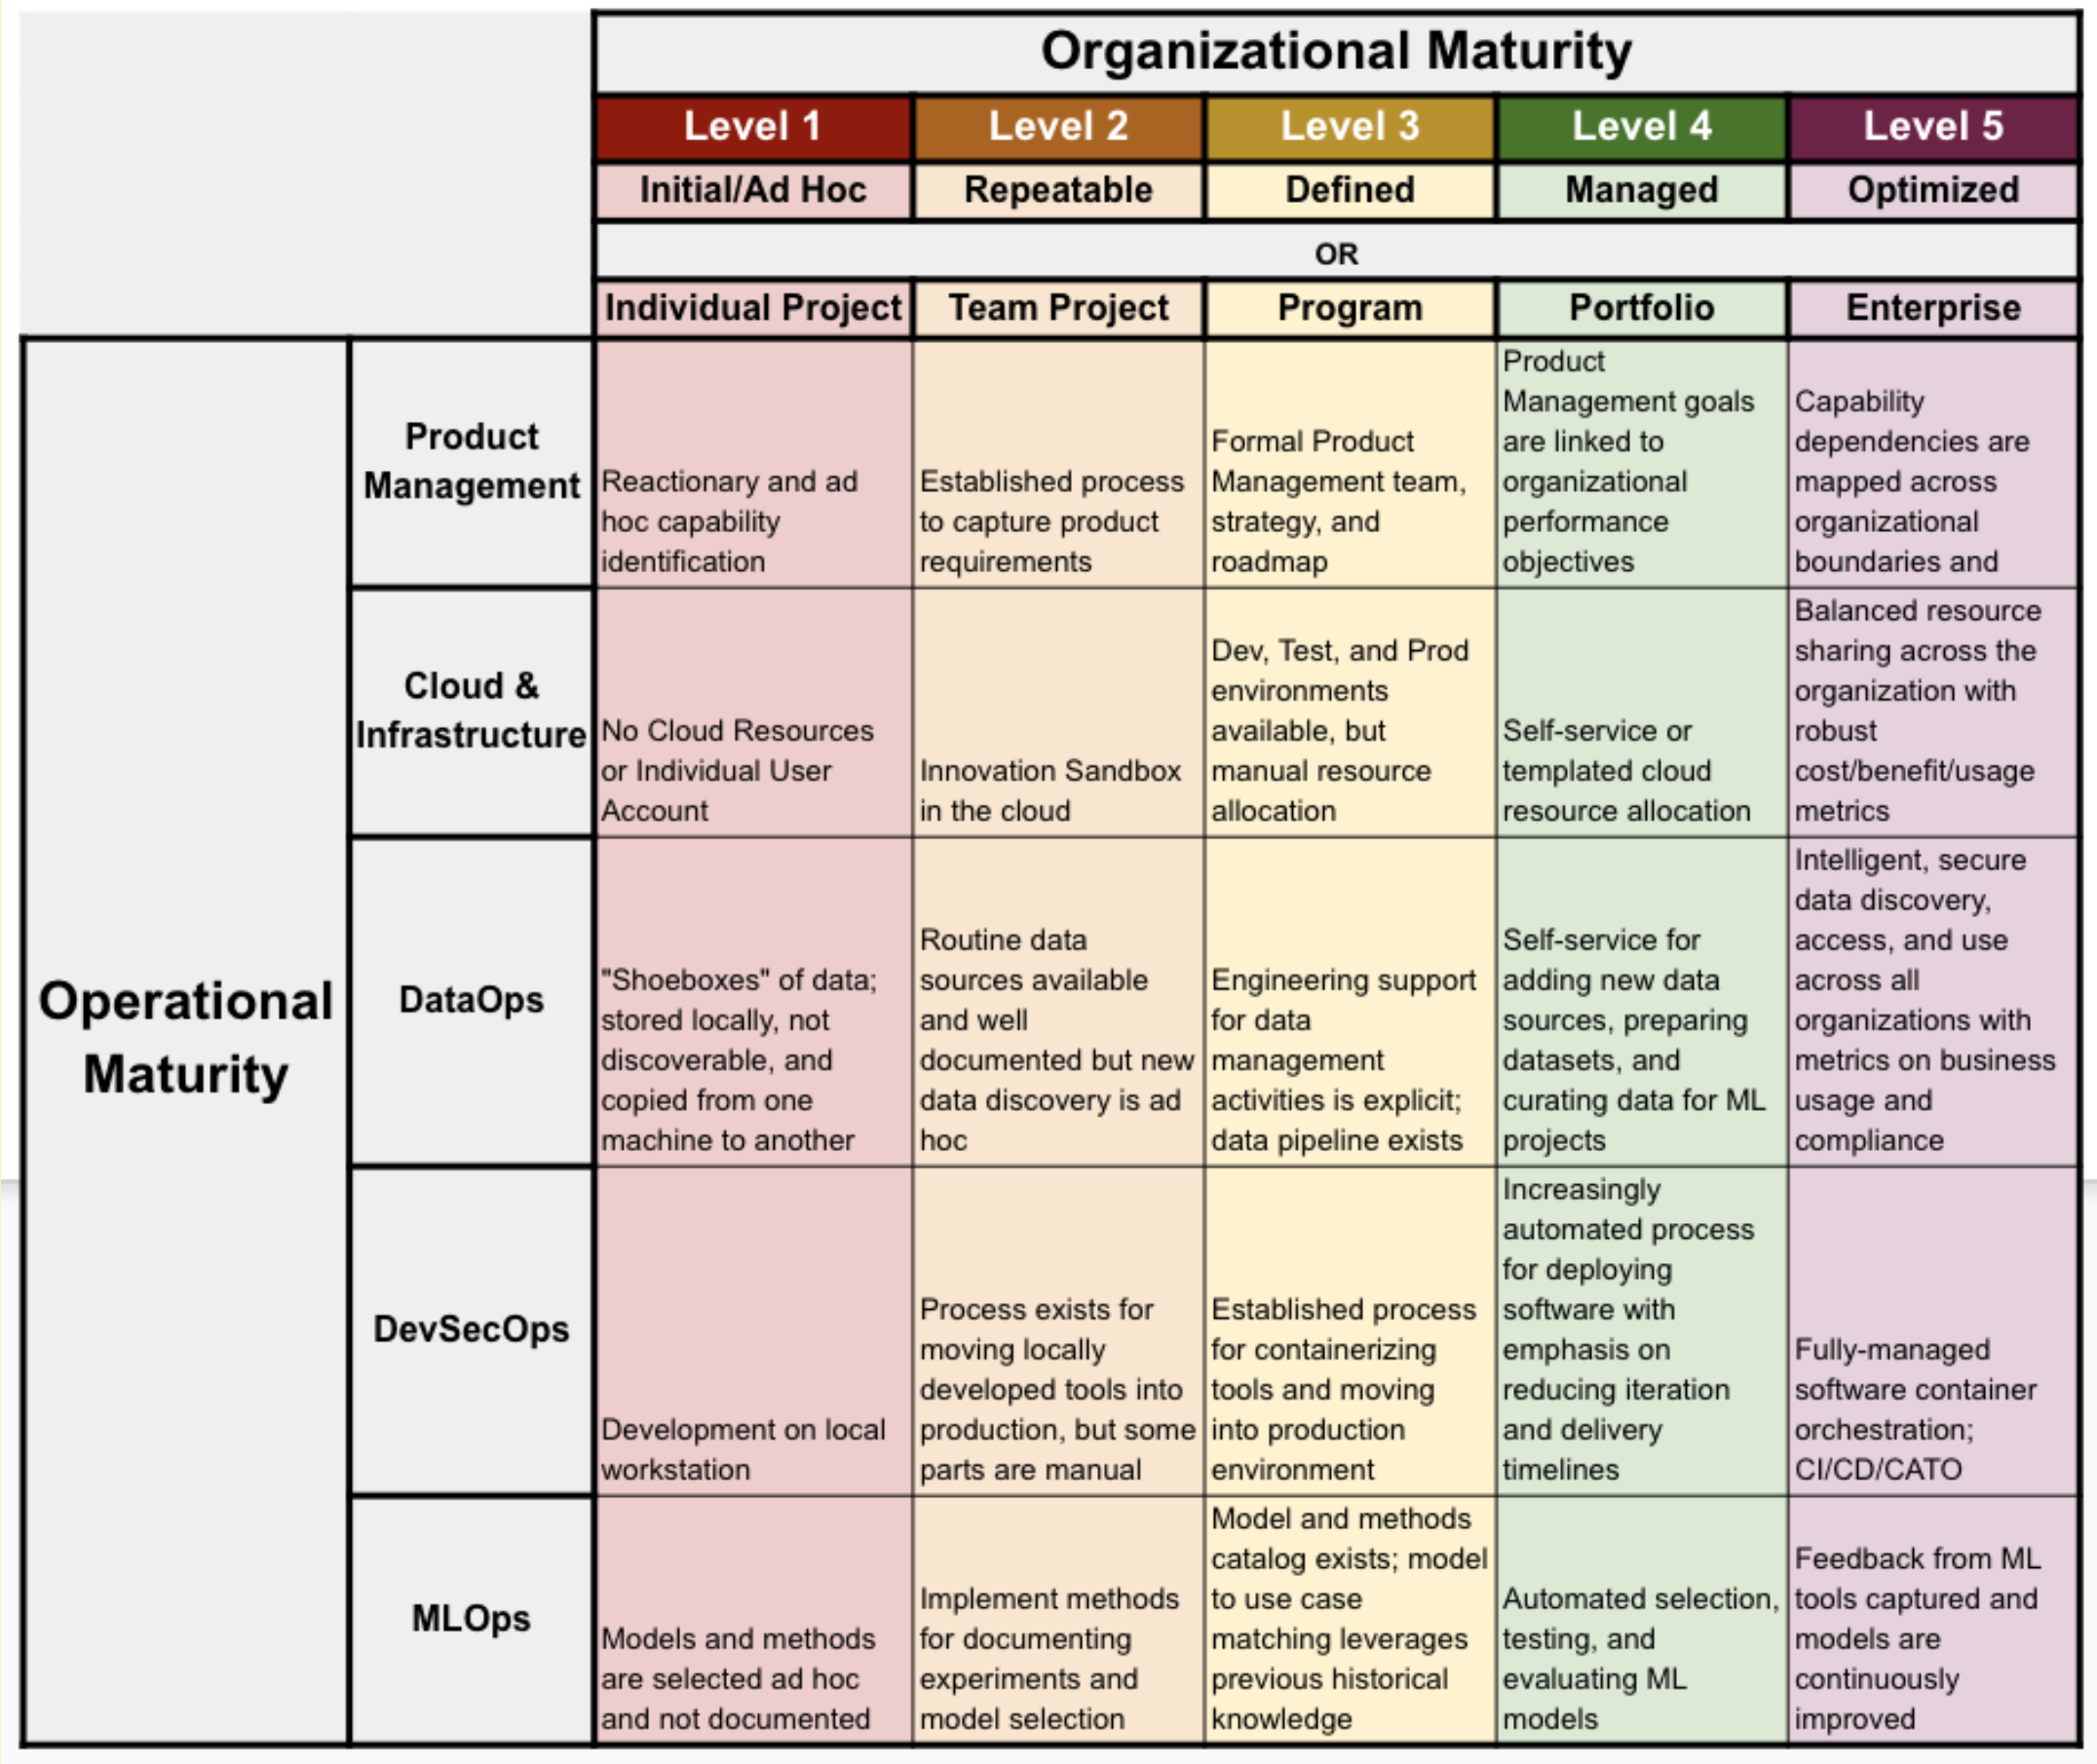 Organizational Maturity
Level 1
Level 2
Level 3
Level 4
Level 5
Initial/Ad Hoc
Repeatable
Defined
Managed
Optimized
OR
Individual Project
Team Project
Program
Portfolio
Enterprise
Operational
Maturity
Product
Management
Reactionary and ad
hoc capability
identification
Established process
to capture product
requirements
Formal Product
Management team,
strategy, and
roadmap
Product
Management goals
are linked to
organizational
performance
objectives
Capability
dependencies are
mapped across
organizational
boundaries and
Cloud &
Infrastructure
No Cloud Resources
or Individual User
Account
Innovation Sandbox
in the cloud
Dev, Test, and Prod
environments
available, but
manual resource
allocation
Self-service or
templated cloud
resource allocation
Balanced resource
sharing across the
organization with
robust
cost/benefit/usage
metrics
DataOps
"Shoeboxes" of data;
stored locally, not
discoverable, and
copied from one
machine to another
Routine data
sources available
and well
documented but new
data discovery is ad
hoc
Engineering support
for data
management
activities is explicit;
data pipeline exists
Self-service for
adding new data
sources, preparing
datasets, and
curating data for ML
projects
Intelligent, secure
data discovery,
access, and use
across all
organizations with
metrics on business
usage and
compliance
DevSecOps
Development on local
workstation
Process exists for
moving locally
developed tools into
production, but some
parts are manual
Established process
for containerizing
tools and moving
into production
environment
Increasingly
automated process
for deploying
software with
emphasis on
reducing iteration
and delivery
timelines
Fully-managed
software container
orchestration;
CI/CD/CATO
MLOps
Models and methods
are selected ad hoc
and not documented
Implement methods
for documenting
experiments and
model selection
Model and methods
catalog exists; model
to use case
matching leverages
previous historical
knowledge
Automated selection,
testing, and
evaluating ML
models
Feedback from ML
tools captured and
models are
continuously
improved